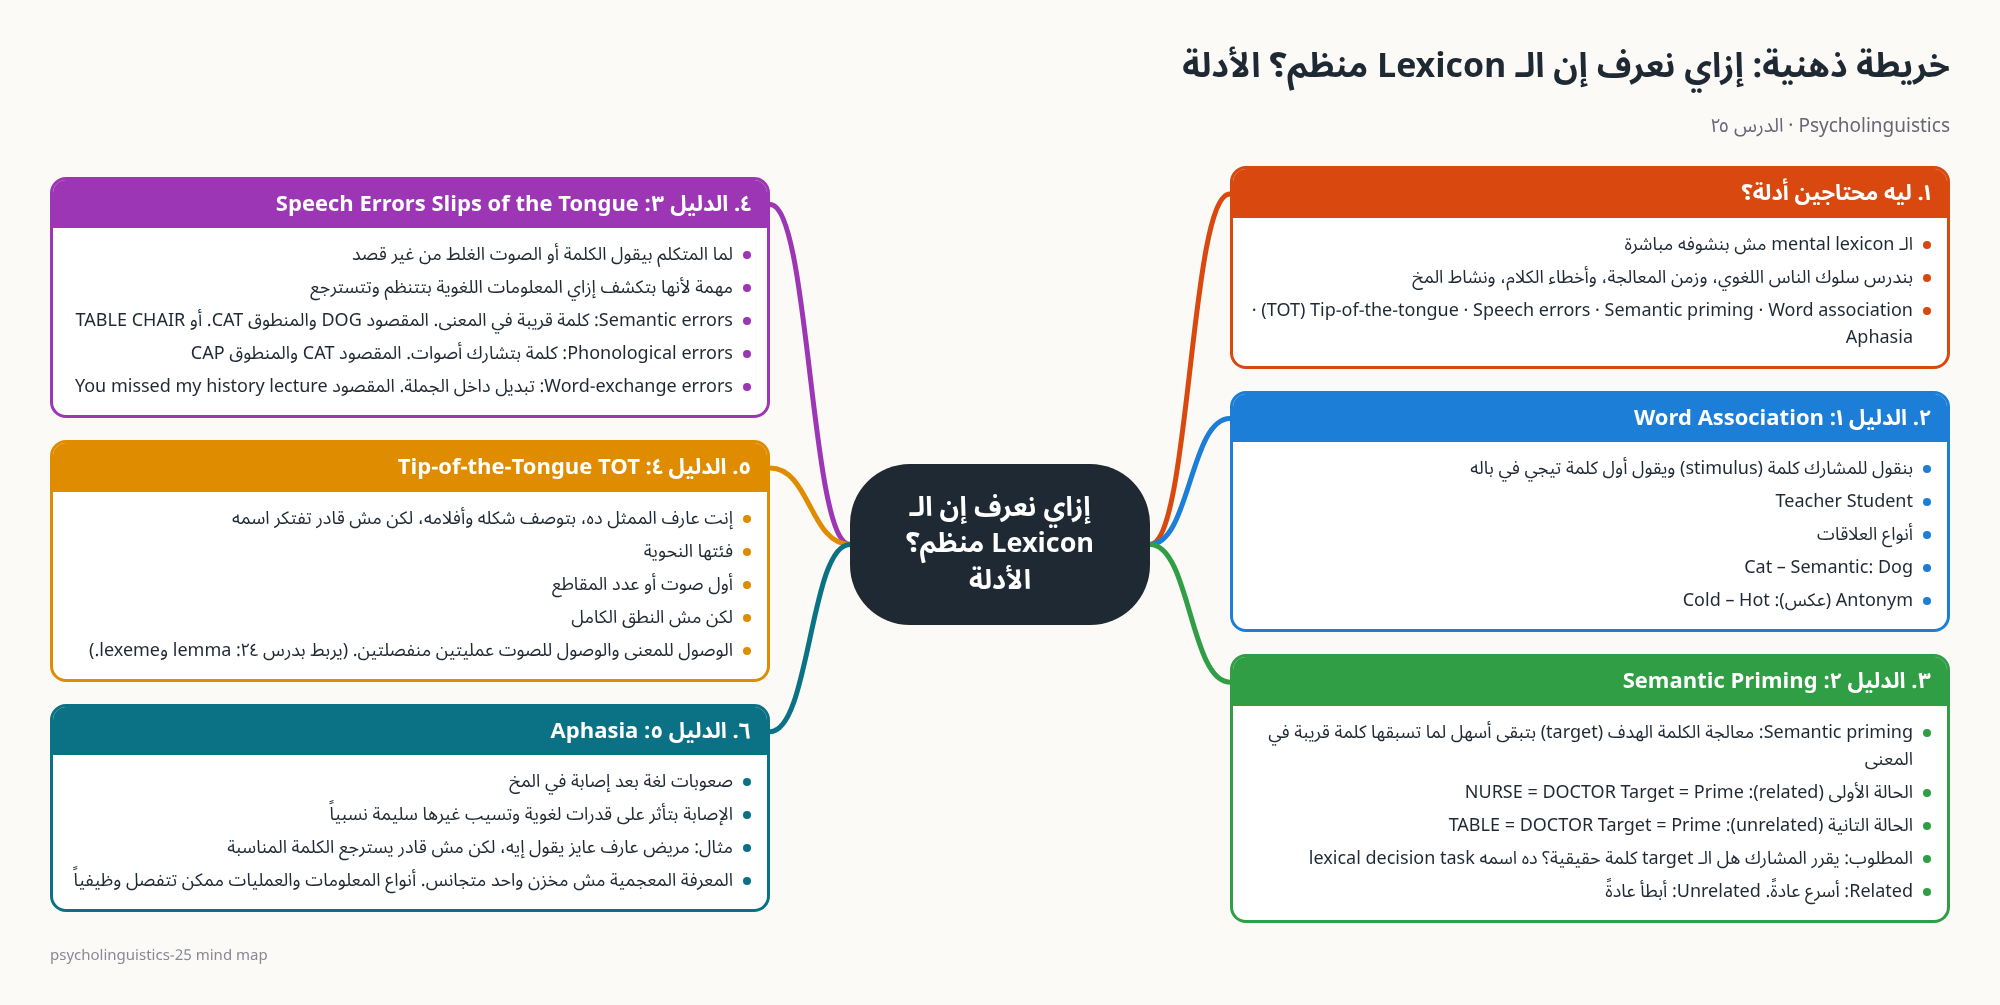 خريطة ذهنية: إزاي نعرف إن الـ Lexicon منظم؟ الأدلة
Psycholinguistics · الدرس ٢٥
١. ليه محتاجين أدلة؟
الـ mental lexicon مش بنشوفه مباشرة
بندرس سلوك الناس اللغوي، وزمن المعالجة، وأخطاء الكلام، ونشاط المخ
Word association · Semantic priming · Speech errors · Tip-of-the-tongue (TOT) ·
Aphasia
٢. الدليل ١: Word Association
بنقول للمشارك كلمة (stimulus) ويقول أول كلمة تيجي في باله
Teacher Student
أنواع العلاقات
Cat – Semantic: Dog
Antonym (عكس): Cold – Hot
٣. الدليل ٢: Semantic Priming
Semantic priming: معالجة الكلمة الهدف (target) بتبقى أسهل لما تسبقها كلمة قريبة في
المعنى
الحالة الأولى (related): NURSE = DOCTOR Target = Prime
الحالة التانية (unrelated): TABLE = DOCTOR Target = Prime
المطلوب: يقرر المشارك هل الـ target كلمة حقيقية؟ ده اسمه lexical decision task
Related: أسرع عادةً. Unrelated: أبطأ عادةً
إزاي نعرف إن الـ
Lexicon منظم؟
الأدلة
٤. الدليل ٣: Speech Errors Slips of the Tongue
لما المتكلم بيقول الكلمة أو الصوت الغلط من غير قصد
مهمة لأنها بتكشف إزاي المعلومات اللغوية بتتنظم وتتسترجع
Semantic errors: كلمة قريبة في المعنى. المقصود DOG والمنطوق CAT. أو TABLE CHAIR
Phonological errors: كلمة بتشارك أصوات. المقصود CAT والمنطوق CAP
Word-exchange errors: تبديل داخل الجملة. المقصود You missed my history lecture
٥. الدليل ٤: Tip-of-the-Tongue TOT
إنت عارف الممثل ده، بتوصف شكله وأفلامه، لكن مش قادر تفتكر اسمه
فئتها النحوية
أول صوت أو عدد المقاطع
لكن مش النطق الكامل
الوصول للمعنى والوصول للصوت عمليتين منفصلتين. (يربط بدرس ٢٤: lemma وlexeme.)
٦. الدليل ٥: Aphasia
صعوبات لغة بعد إصابة في المخ
الإصابة بتأثر على قدرات لغوية وتسيب غيرها سليمة نسبياً
مثال: مريض عارف عايز يقول إيه، لكن مش قادر يسترجع الكلمة المناسبة
المعرفة المعجمية مش مخزن واحد متجانس. أنواع المعلومات والعمليات ممكن تتفصل وظيفياً
psycholinguistics-25 mind map